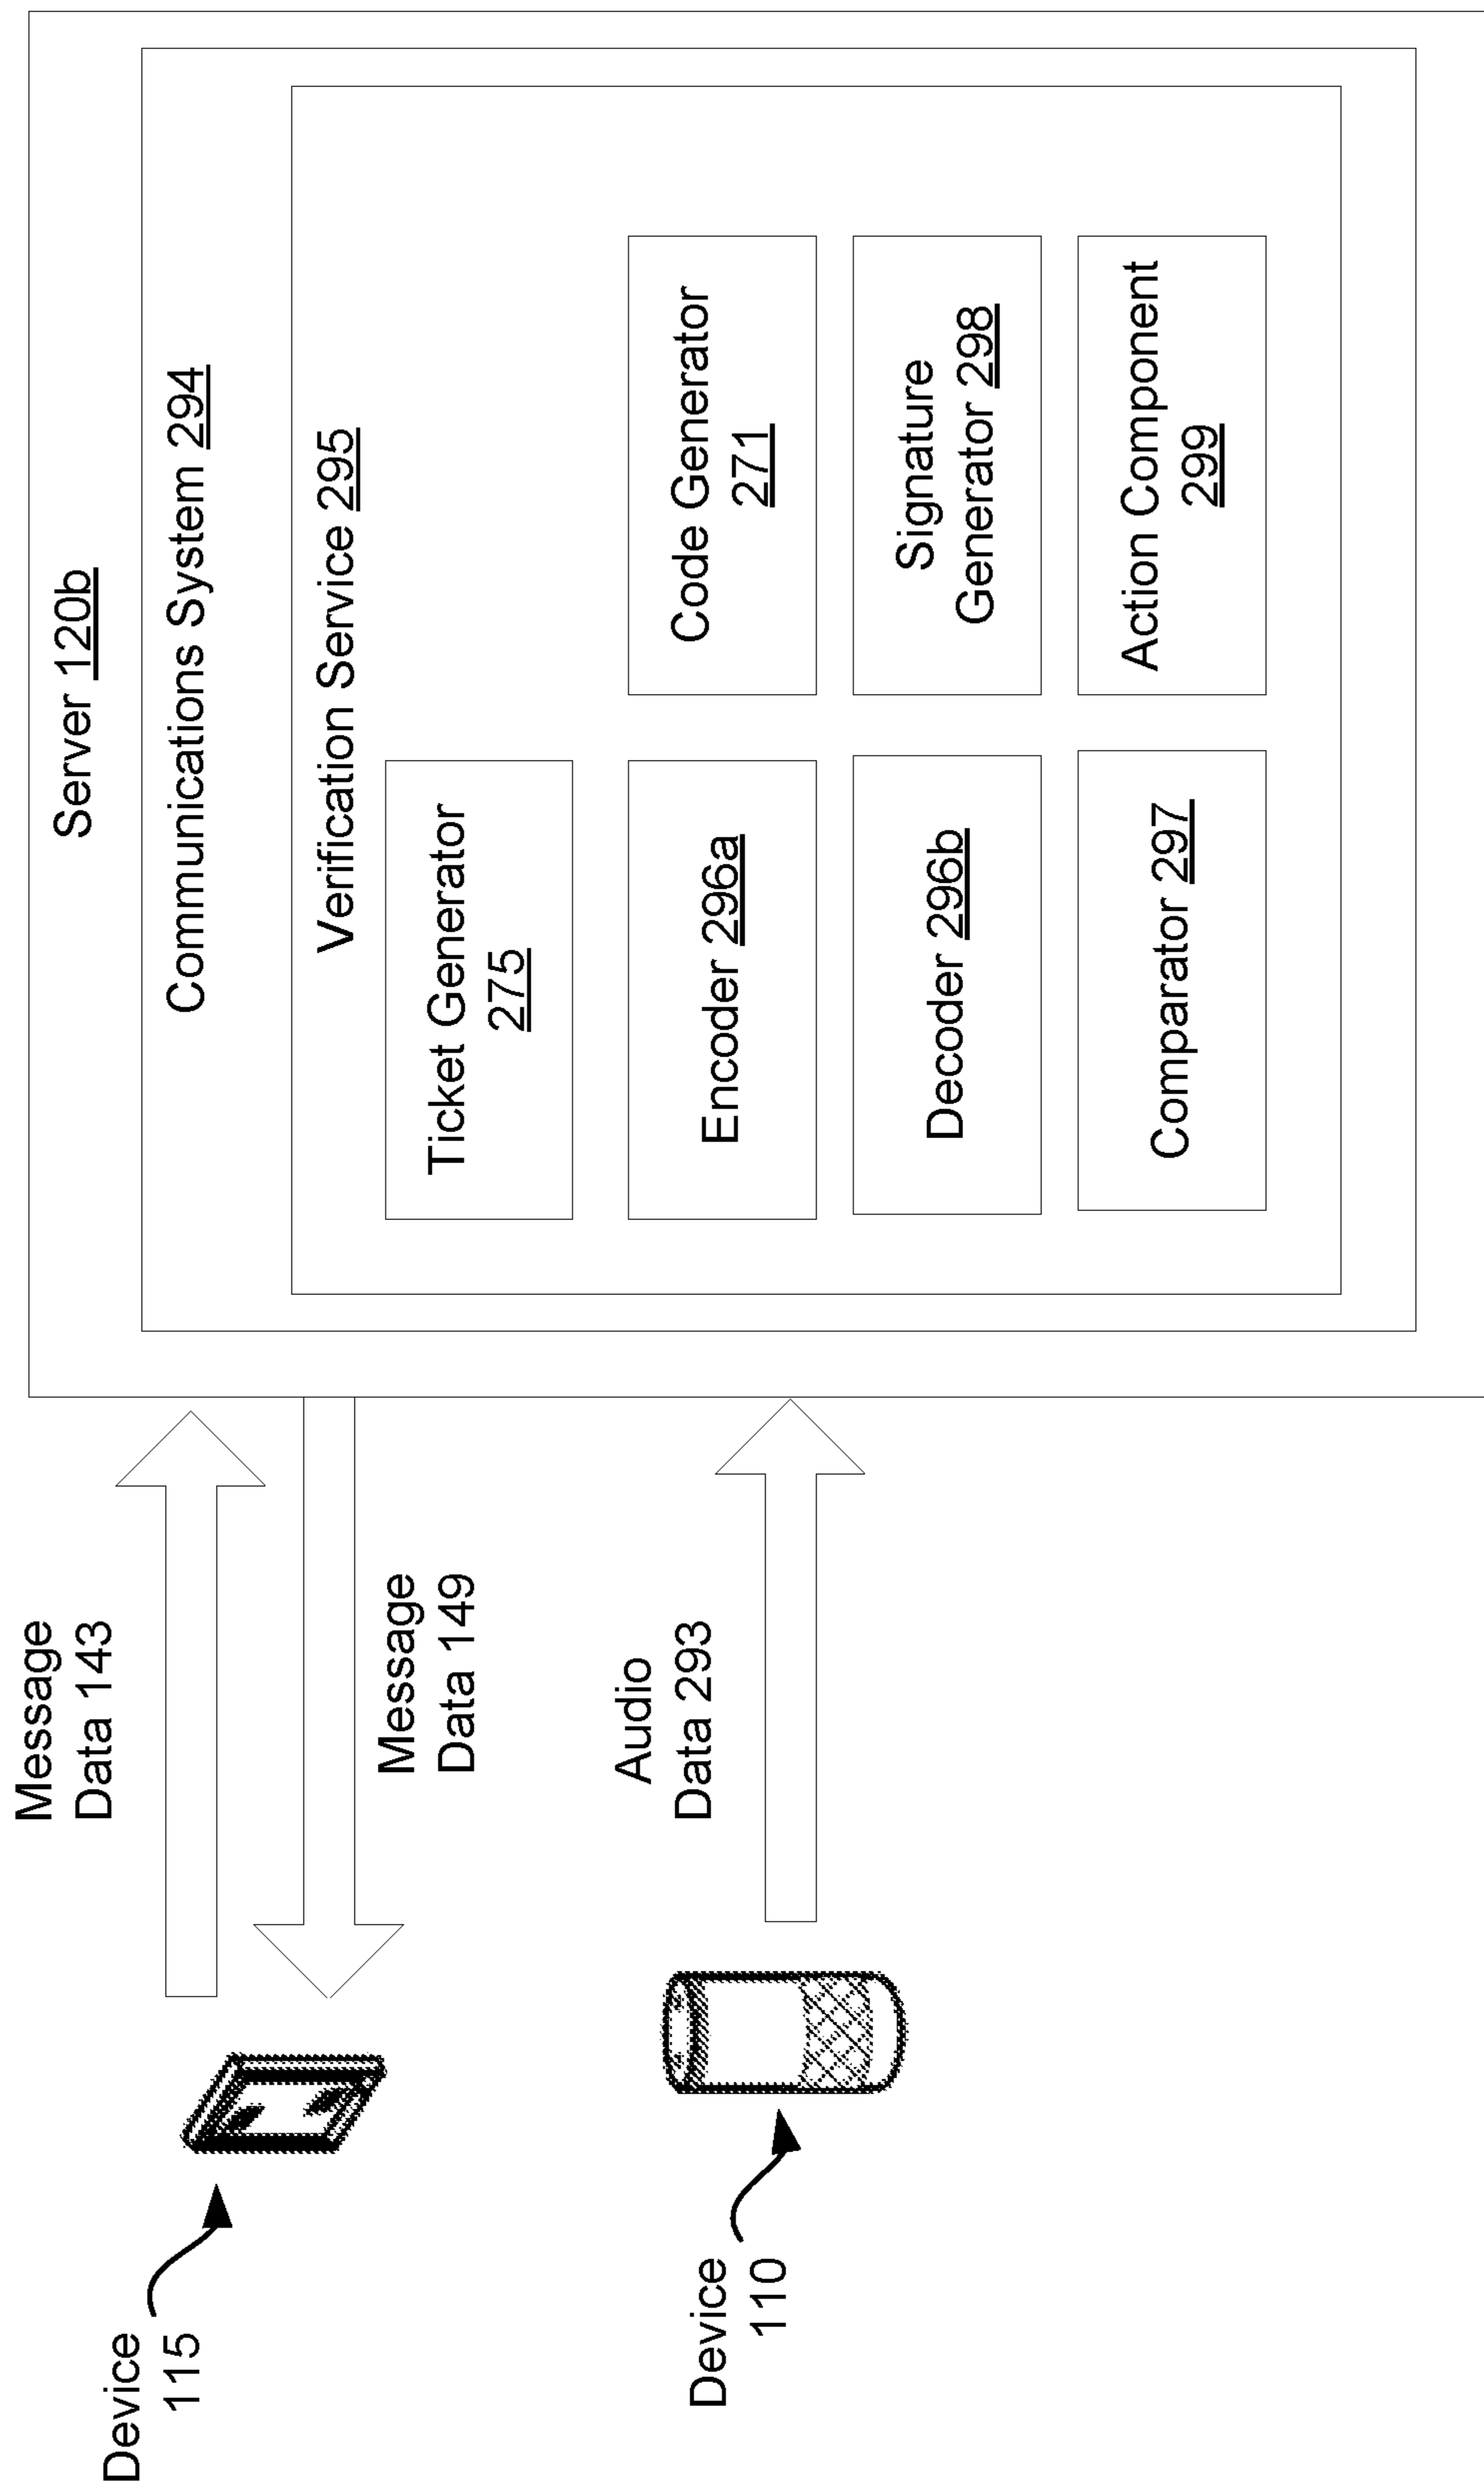 Server 120b
Communications System 294
Verification Service 295
Ticket Generator
275
Encoder 296a
Code Generator
271
Decoder 296b
Signature
Generator 298
Comparator 297
Action Component
299
Message
Data 143
Message
Data 149
Audio
Data 293
Device
115
Device
110